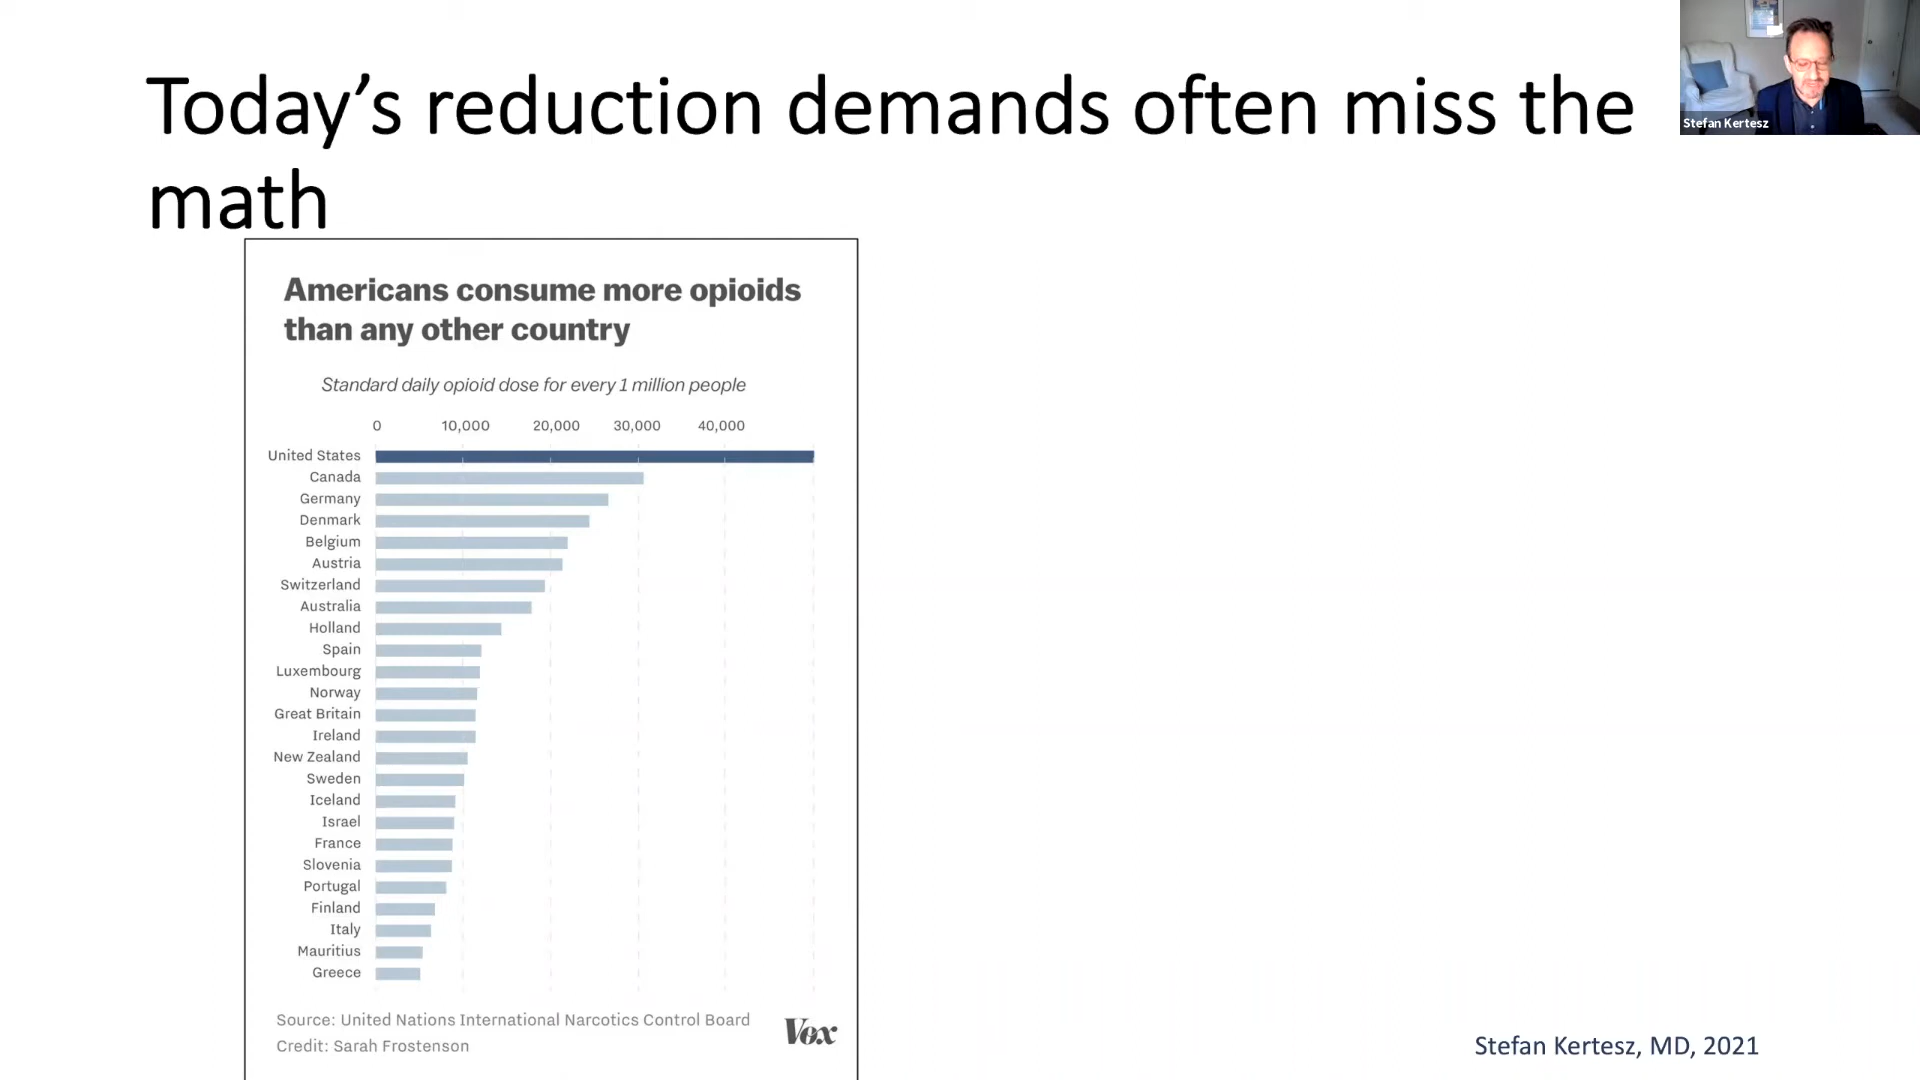 Today’s reduction demands often miss the
math
Stefan Kertesz
Americans consume more opioids
than any other country
Standard daily opioid dose for every 1 million people
0 10,000 20,000 30,000 40,000
United States
Canada
Germany
Denmark
Belgium
Austria
Switzerland
Australia
Holland
Spain
Luxembourg
Norway
Great Britain
Ireland
New Zealand
Sweden
Iceland
Israel
France
Slovenia
Portugal
Finland
Italy
Mauritius
Greece
Source: United Nations International Narcotics Control Board
Credit: Sarah Frostenson
Vox
Stefan Kertesz, MD, 2021